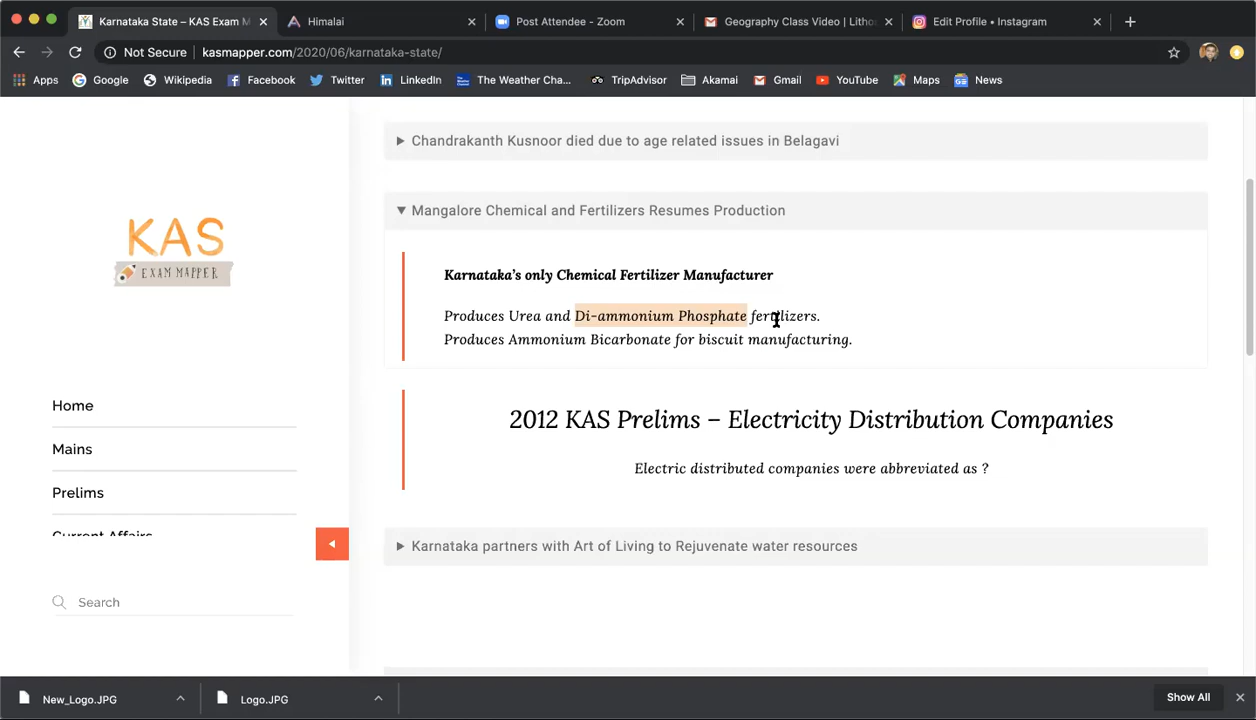 Karnataka State – KAS Exam M
Himalai
Post Attendee - Zoom
Geography Class Video | Litho
Edit Profile • Instagram
Not Secure | kasmapper.com/2020/06/karnataka-state/
Apps
Google
Wikipedia
Facebook
Twitter
LinkedIn
The Weather Cha...
TripAdvisor
Akamai
Gmail
YouTube
Maps
News
KAS
EXAM MAPPER
Home
Mains
Prelims
Current Affairs
Search
Chandrakanth Kusnoor died due to age related issues in Belagavi
Mangalore Chemical and Fertilizers Resumes Production
Karnataka's only Chemical Fertilizer Manufacturer
Produces Urea and Di-ammonium Phosphate fertilizers.
Produces Ammonium Bicarbonate for biscuit manufacturing.
2012 KAS Prelims – Electricity Distribution Companies
Electric distributed companies were abbreviated as ?
Karnataka partners with Art of Living to Rejuvenate water resources
New_Logo.JPG
Logo.JPG
Show All